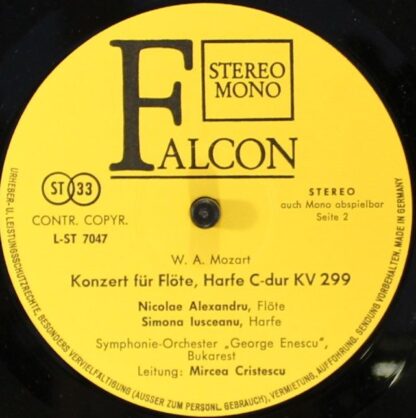 STEREO
MONO
FALCON
ST 33
STEREO
auch Mono abspielbar
Seite 2
CONTR. COPYR.
L-ST 7047
W. A. Mozart
Konzert für Flöte, Harfe C-dur KV 299
Nicolae Alexandru, Flöte
Simona Iusceanu, Harfe
Symphonie-Orchester „George Enescu",
Bukarest
Leitung: Mircea Cristescu
URHEBER- U. LEISTUNGSSCHUTZRECHTE, BESONDERS VERVIELFÄLTIGUNG (AUSSER ZUM PERSÖNL. GEBRAUCH), VERMIETUNG, AUFFÜHRUNG, SENDUNG VORBEHALTEN. MADE IN GERMANY